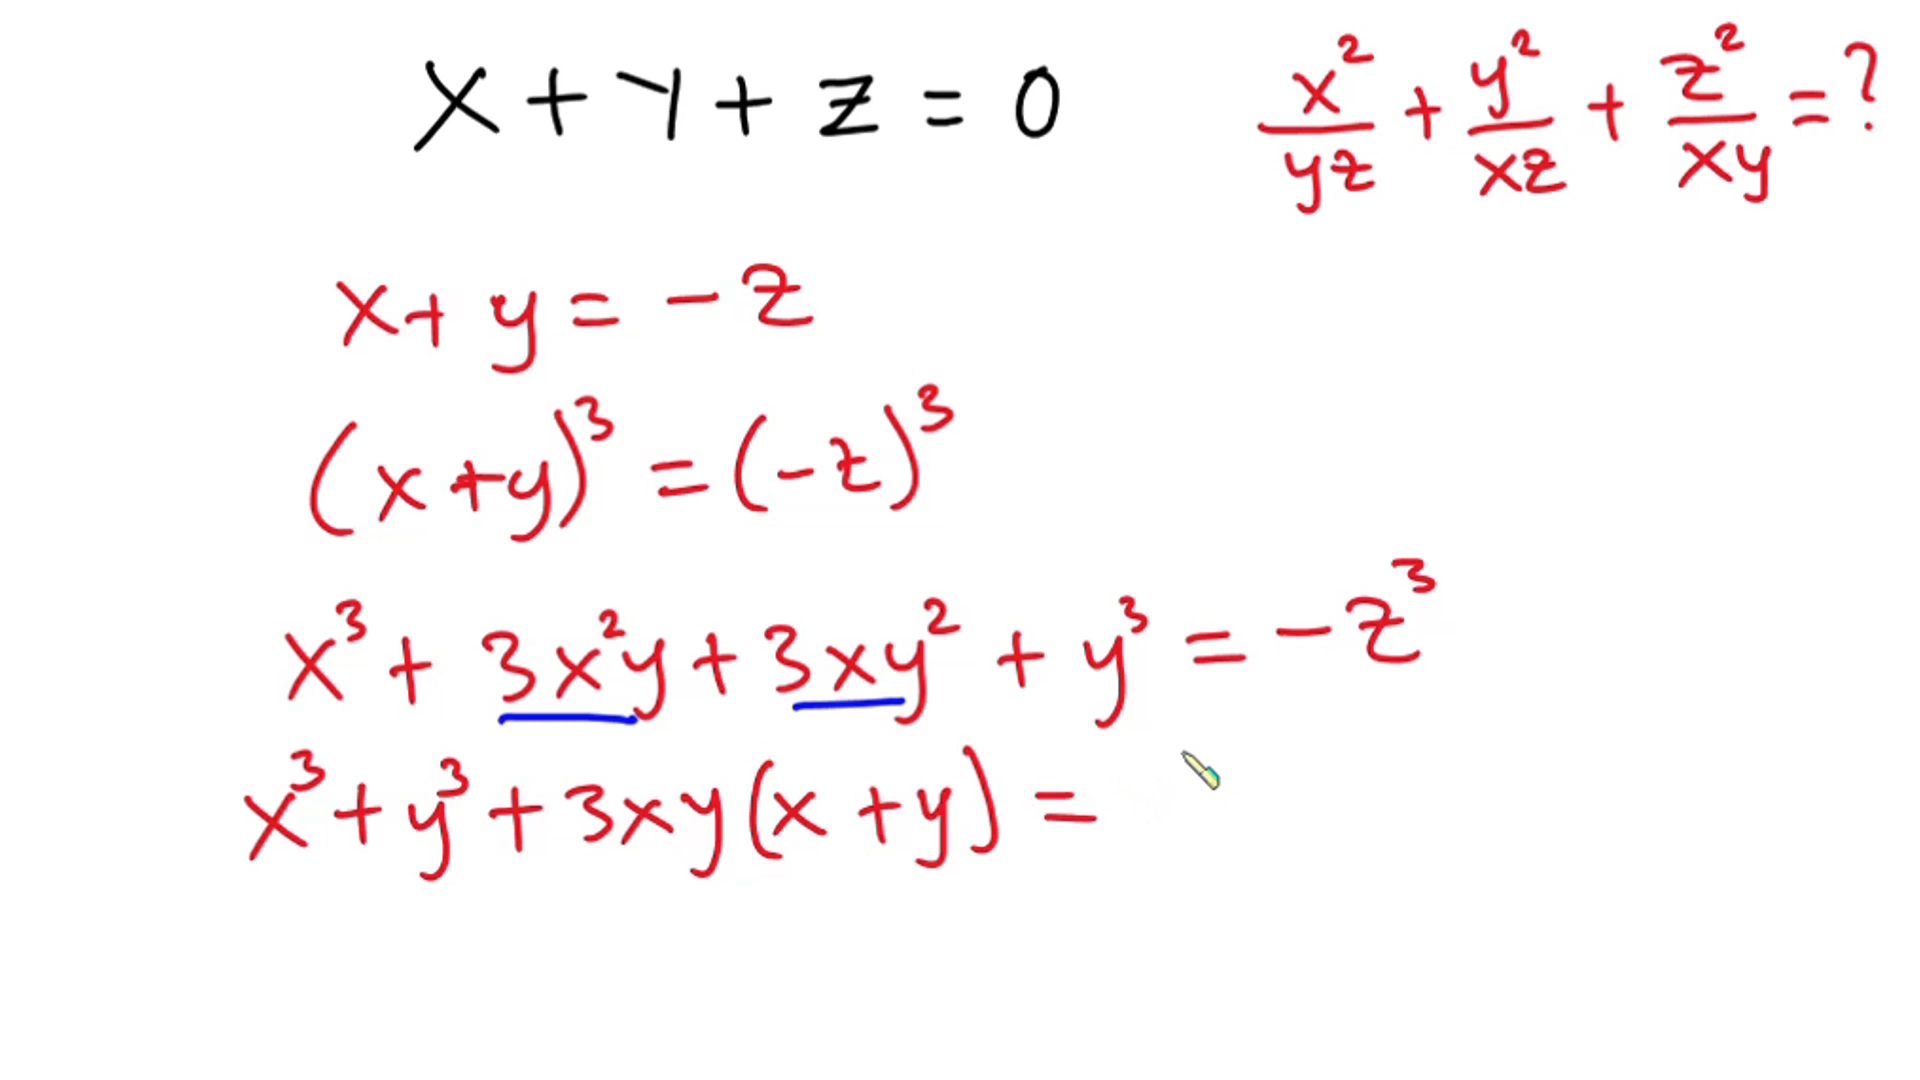 X + Y + Z = 0
x²/yz + y²/xz + z²/xy = ?
x + y = -z
(x+y)³ = (-z)³
x³ + 3x²y + 3xy² + y³ = -z³
x³ + y³ + 3xy(x + y) =